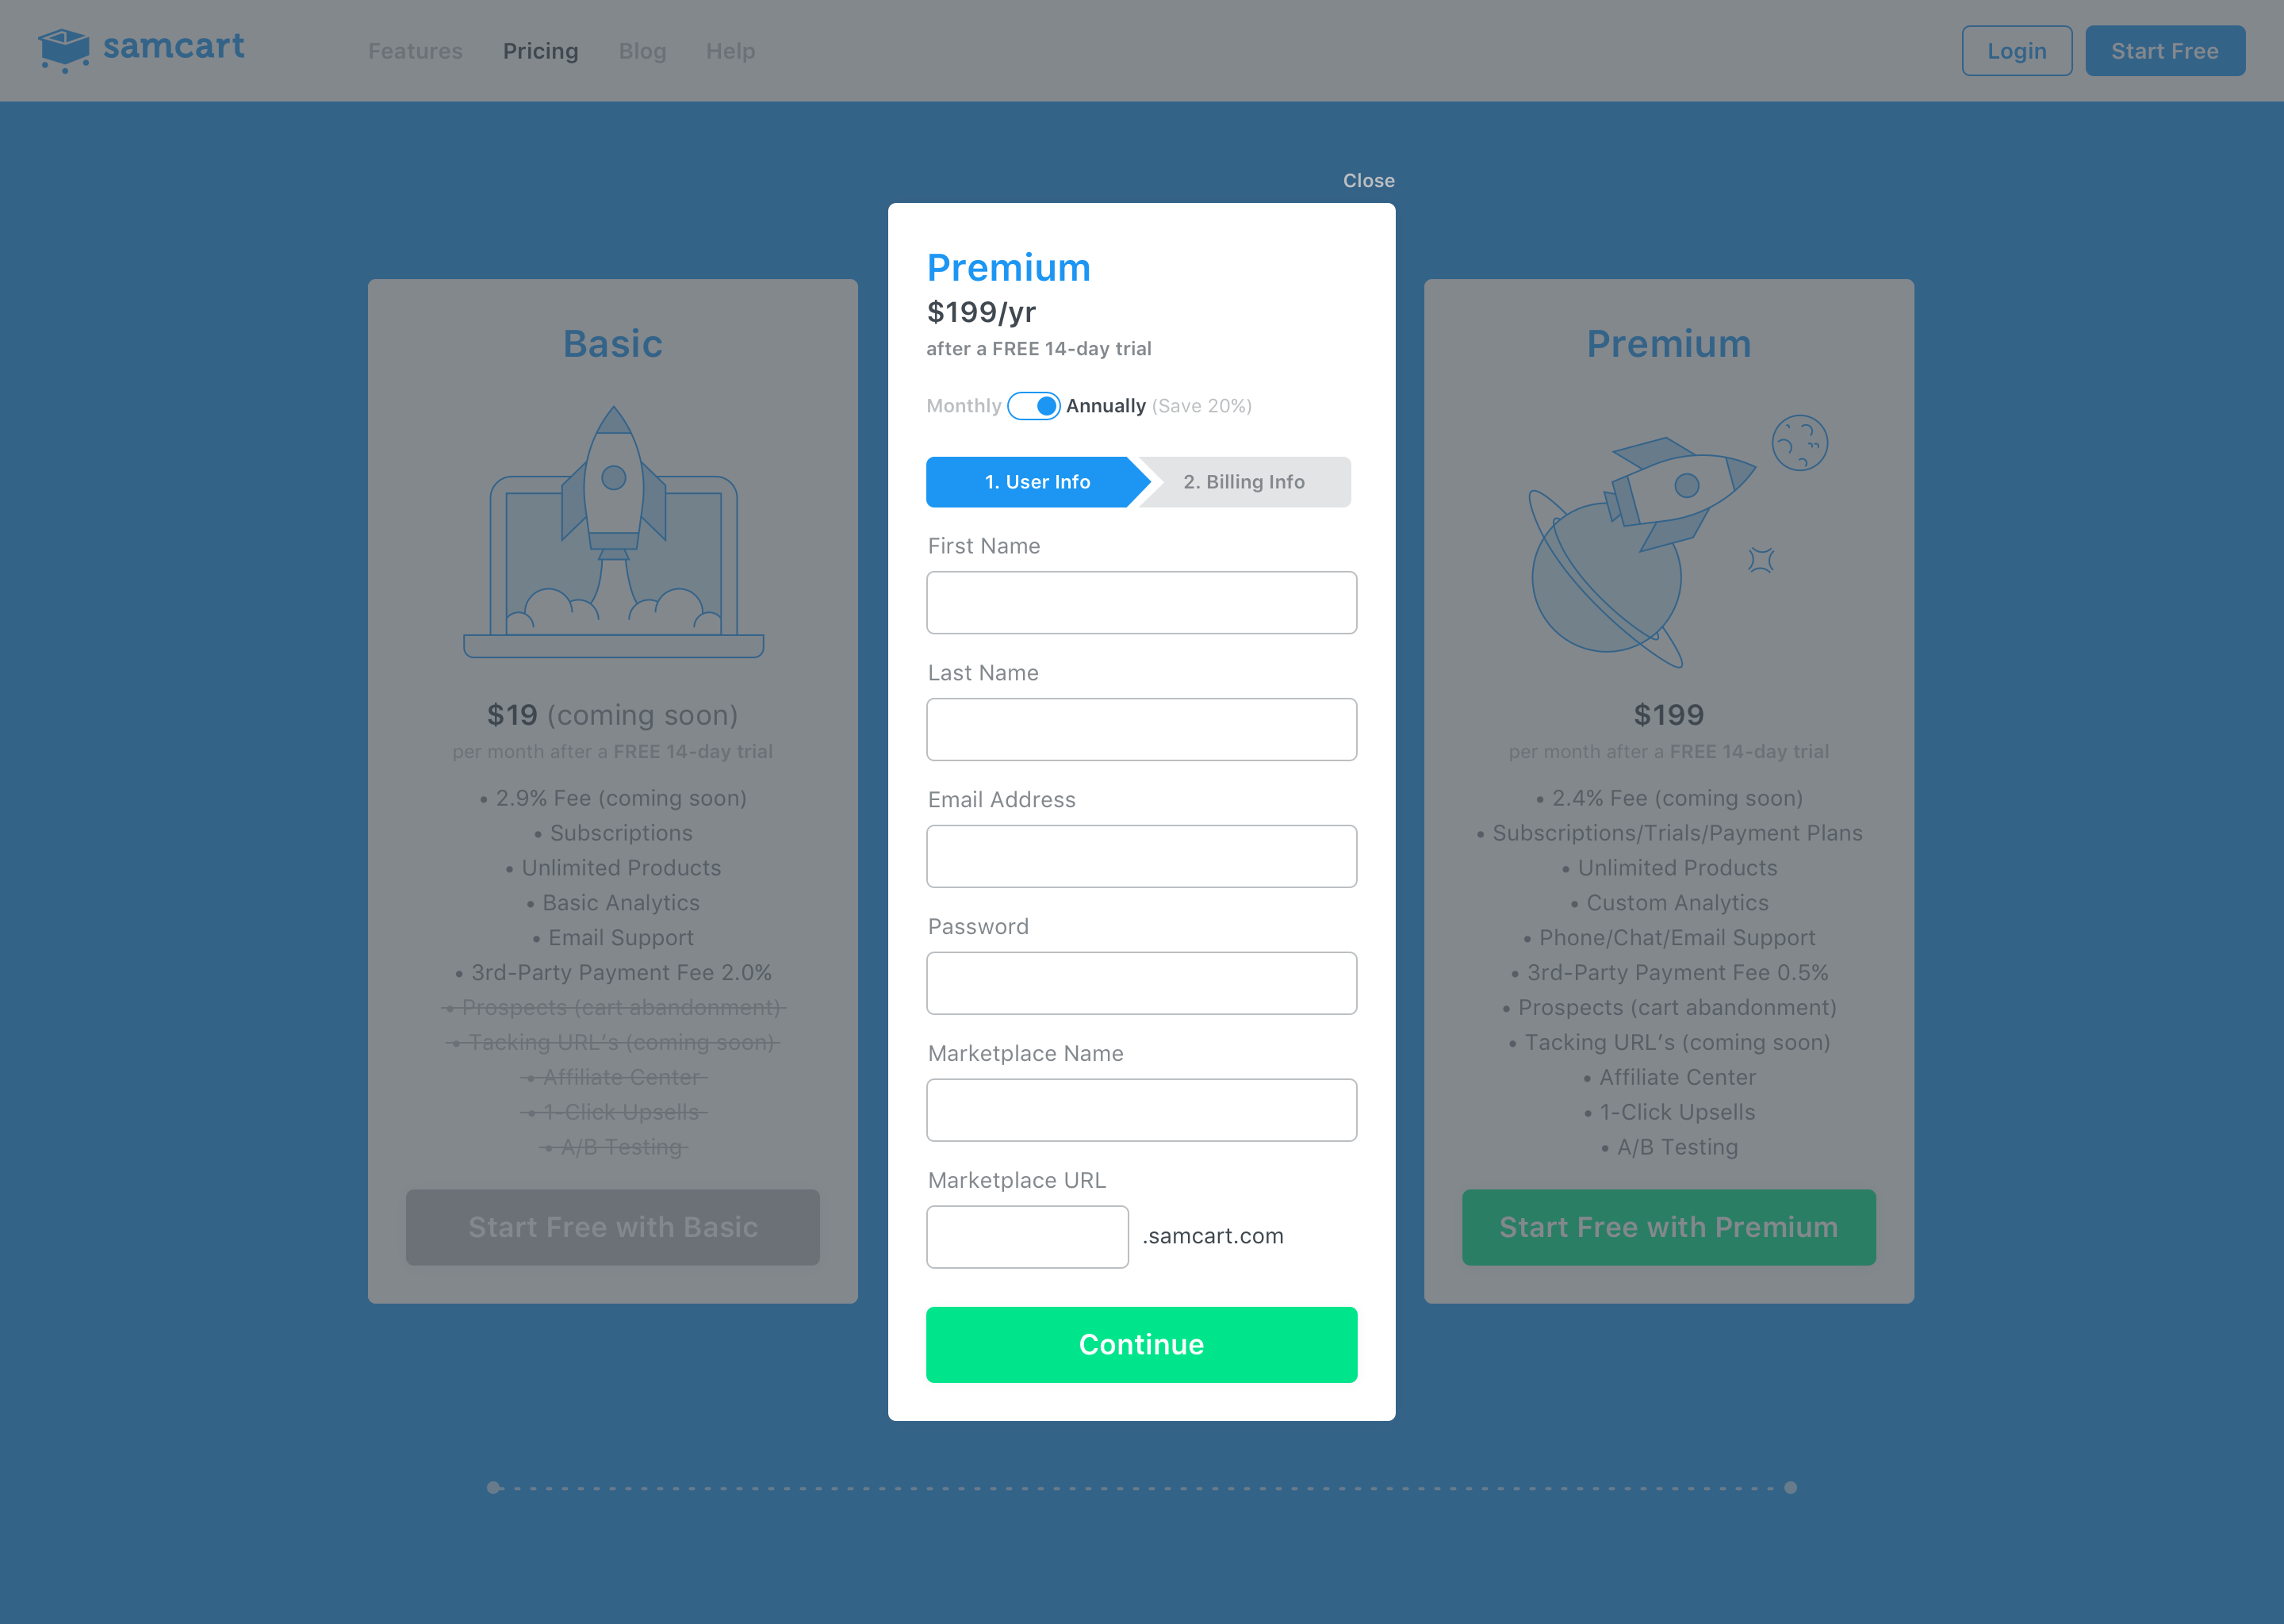 samcart
Features Pricing Blog Help
Login Start Free
Close
Premium
$199/yr
after a FREE 14-day trial
Monthly Annually (Save 20%)
1. User Info 2. Billing Info
First Name
Last Name
Email Address
Password
Marketplace Name
Marketplace URL
.samcart.com
Continue
Basic
$19 (coming soon)
per month after a FREE 14-day trial
• 2.9% Fee (coming soon)
• Subscriptions
• Unlimited Products
• Basic Analytics
• Email Support
• 3rd-Party Payment Fee 2.0%
• Prospects (cart abandonment)
• Tacking URL's (coming soon)
• Affiliate Center
• 1-Click Upsells
• A/B Testing
Start Free with Basic
Premium
$199
per month after a FREE 14-day trial
• 2.4% Fee (coming soon)
• Subscriptions/Trials/Payment Plans
• Unlimited Products
• Custom Analytics
• Phone/Chat/Email Support
• 3rd-Party Payment Fee 0.5%
• Prospects (cart abandonment)
• Tacking URL's (coming soon)
• Affiliate Center
• 1-Click Upsells
• A/B Testing
Start Free with Premium